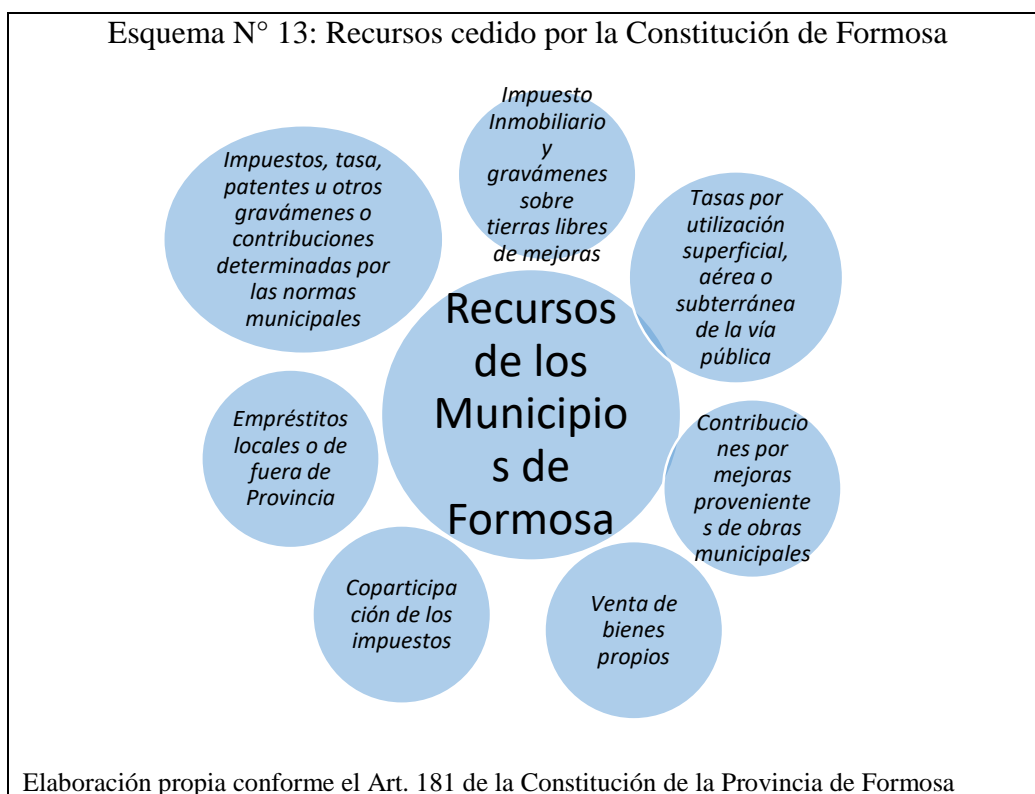 Esquema N° 13: Recursos cedido por la Constitución de Formosa
Impuesto
Inmobiliario
y
gravámenes
sobre
tierras libres
de mejoras
Tasas por
utilización
superficial,
aérea o
subterránea
de la vía
pública
Contribucio
nes por
mejoras
proveniente
s de obras
municipales
Venta de
bienes
propios
Coparticipa
ción de los
impuestos
Empréstitos
locales o de
fuera de
Provincia
Impuestos, tasa,
patentes u otros
gravámenes o
contribuciones
determinadas por
las normas
municipales
Recursos
de los
Municipio
s de
Formosa
Elaboración propia conforme el Art. 181 de la Constitución de la Provincia de Formosa